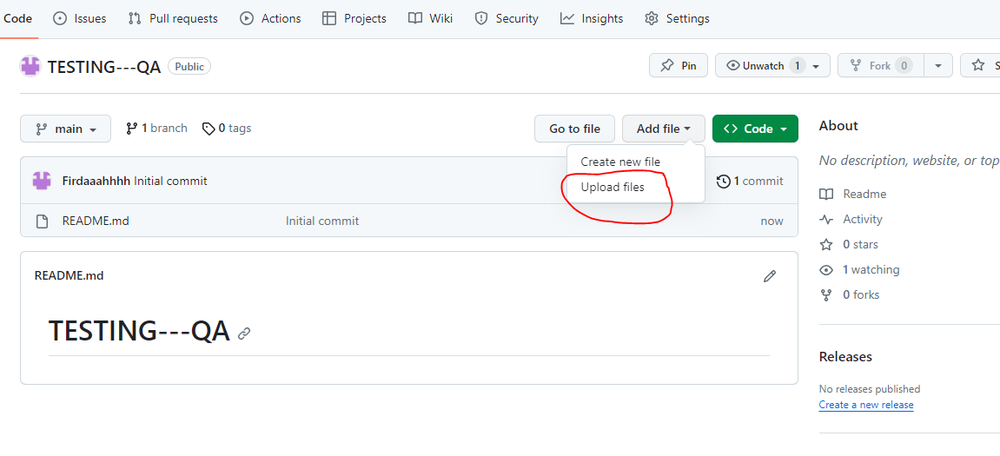 Code Issues Pull requests Actions Projects Wiki Security Insights Settings
TESTING---QA Public Pin Unwatch 1 Fork 0 S
main 1 branch 0 tags Go to file Add file Code
Create new file
Upload files
Firdaaahhhh Initial commit 1 commit
README.md Initial commit now
README.md
TESTING---QA
About
No description, website, or top
Readme
Activity
0 stars
1 watching
0 forks
Releases
No releases published
Create a new release